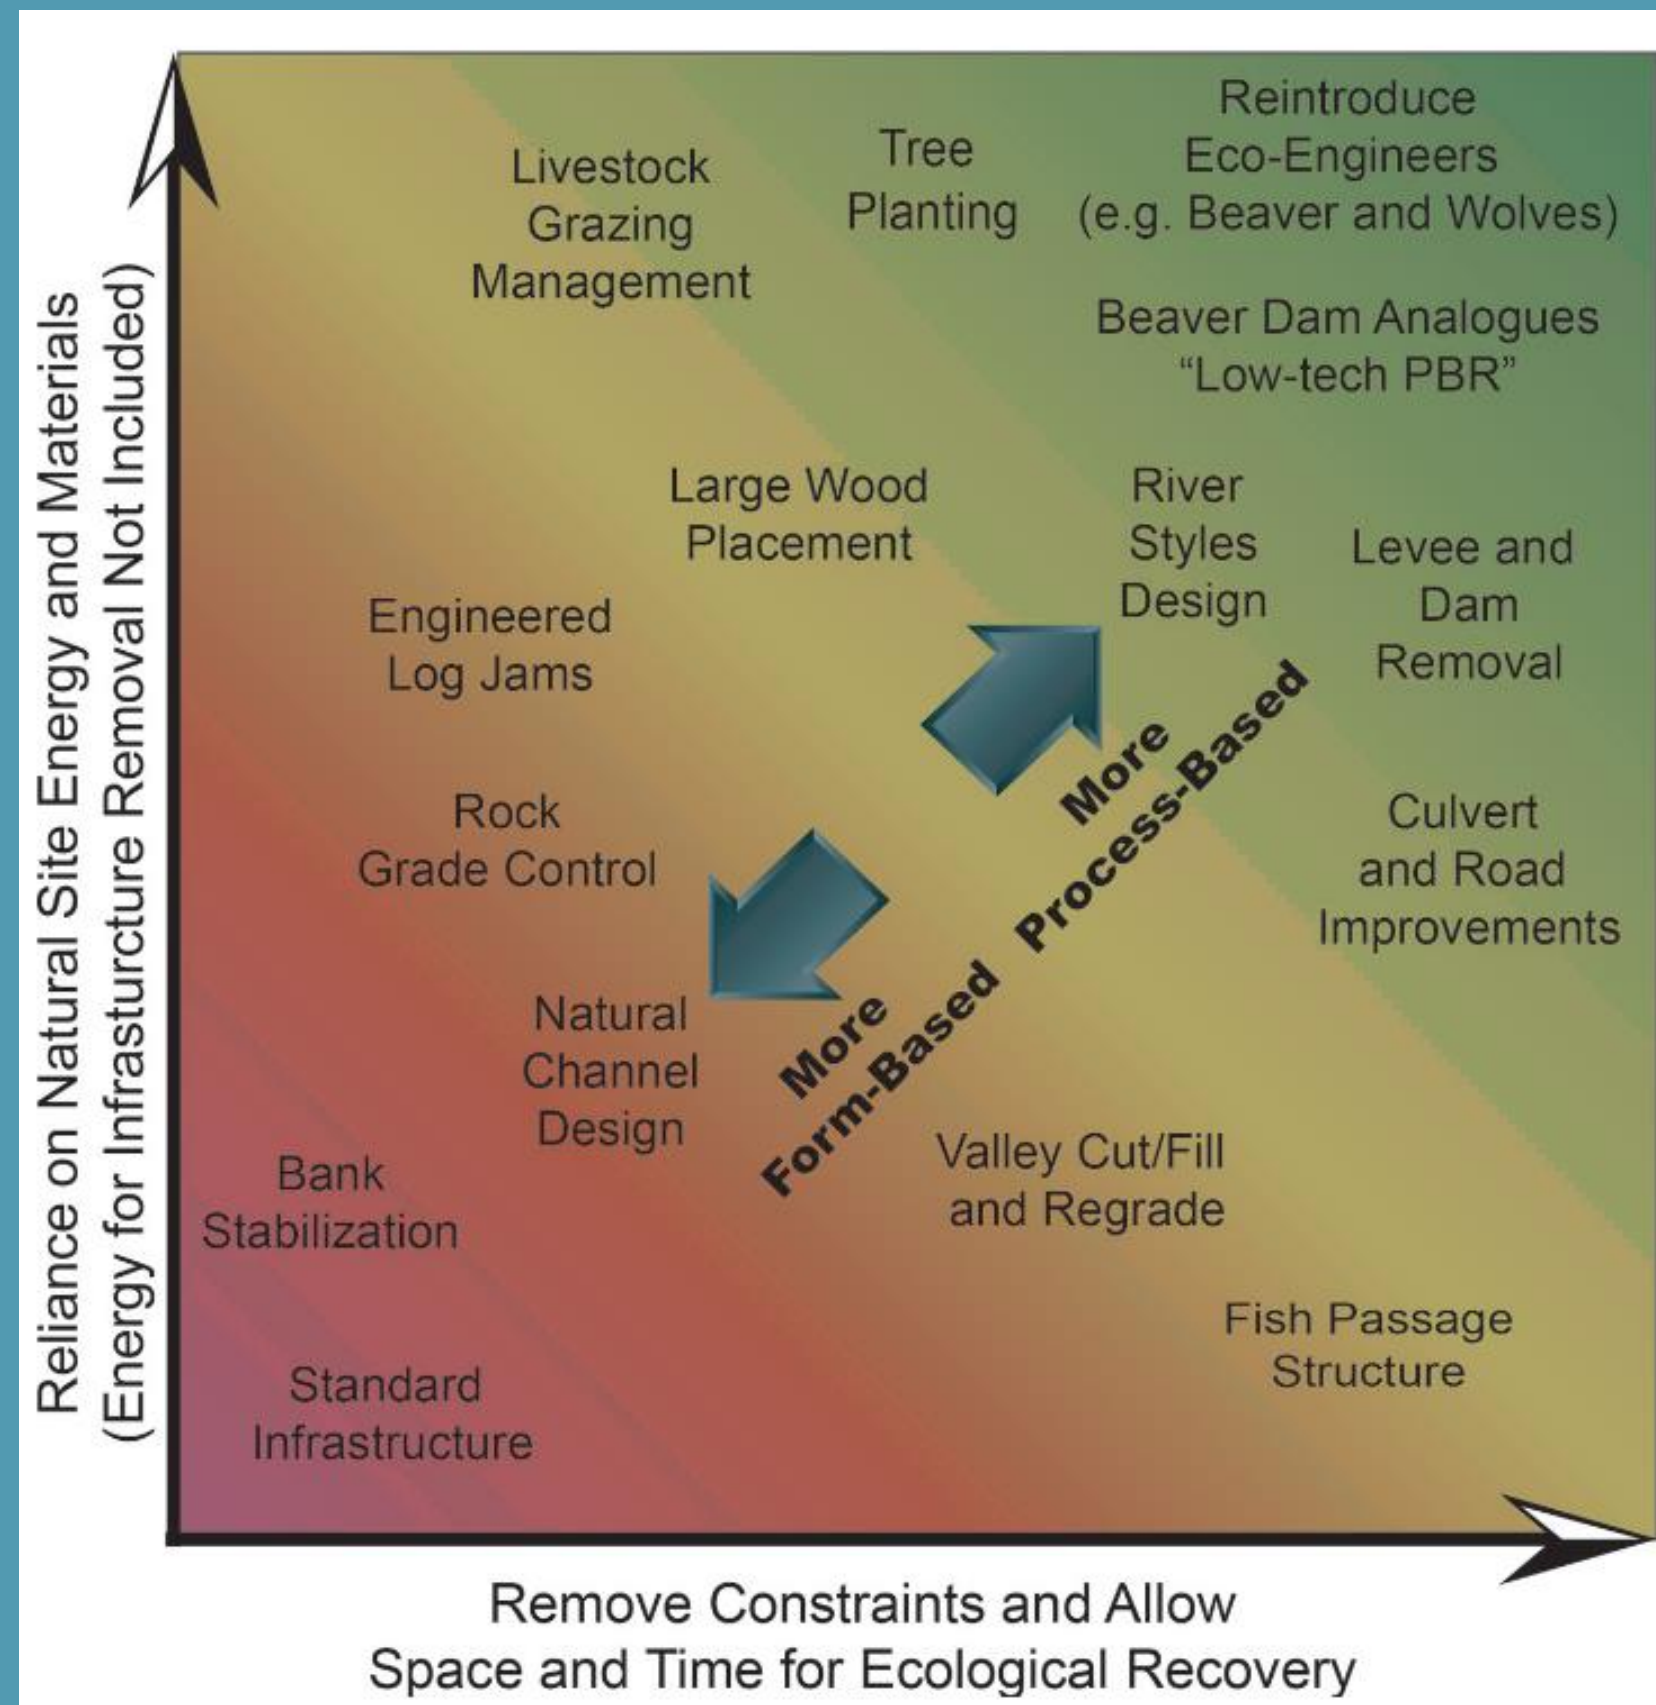 Reliance on Natural Site Energy and Materials
(Energy for Infrasturcture Removal Not Included)
Livestock
Grazing
Management
Tree
Planting
Reintroduce
Eco-Engineers
(e.g. Beaver and Wolves)
Beaver Dam Analogues
“Low-tech PBR”
Large Wood
Placement
River
Styles
Design
Levee and
Dam
Removal
Engineered
Log Jams
More
Process-Based
Rock
Grade Control
Culvert
and Road
Improvements
More
Form-Based
Natural
Channel
Design
Valley Cut/Fill
and Regrade
Bank
Stabilization
Fish Passage
Structure
Standard
Infrastructure
Remove Constraints and Allow
Space and Time for Ecological Recovery